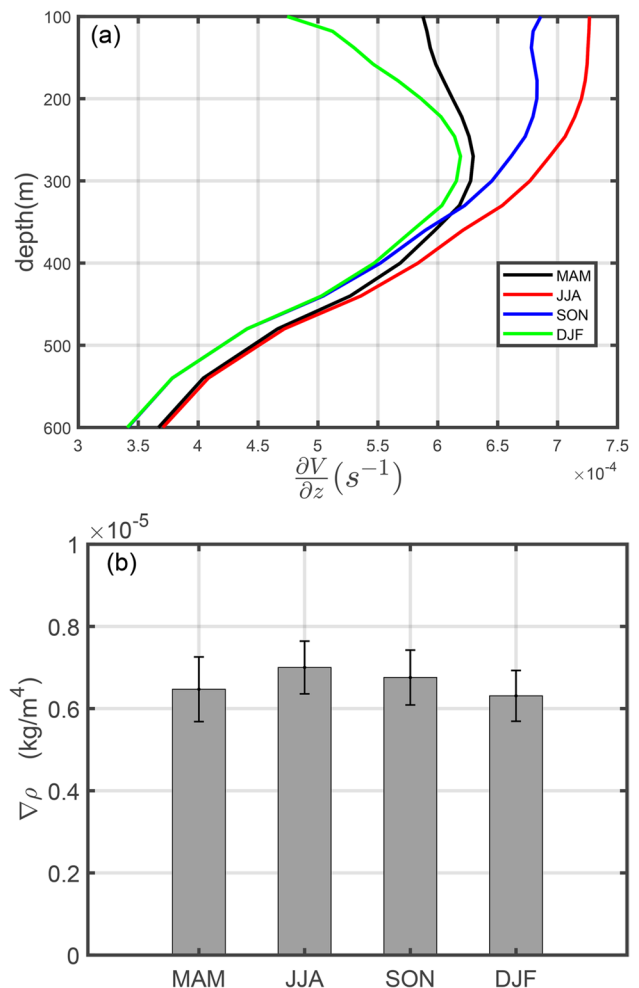 (a)
100
200
300
400
500
600
depth(m)
MAM
JJA
SON
DJF
3 3.5 4 4.5 5 5.5 6 6.5 7 7.5
×10⁻⁴
∂V/∂z (s⁻¹)
×10⁻⁵
(b)
1
0.8
0.6
0.4
0.2
0
∇ρ (kg/m⁴)
MAM JJA SON DJF